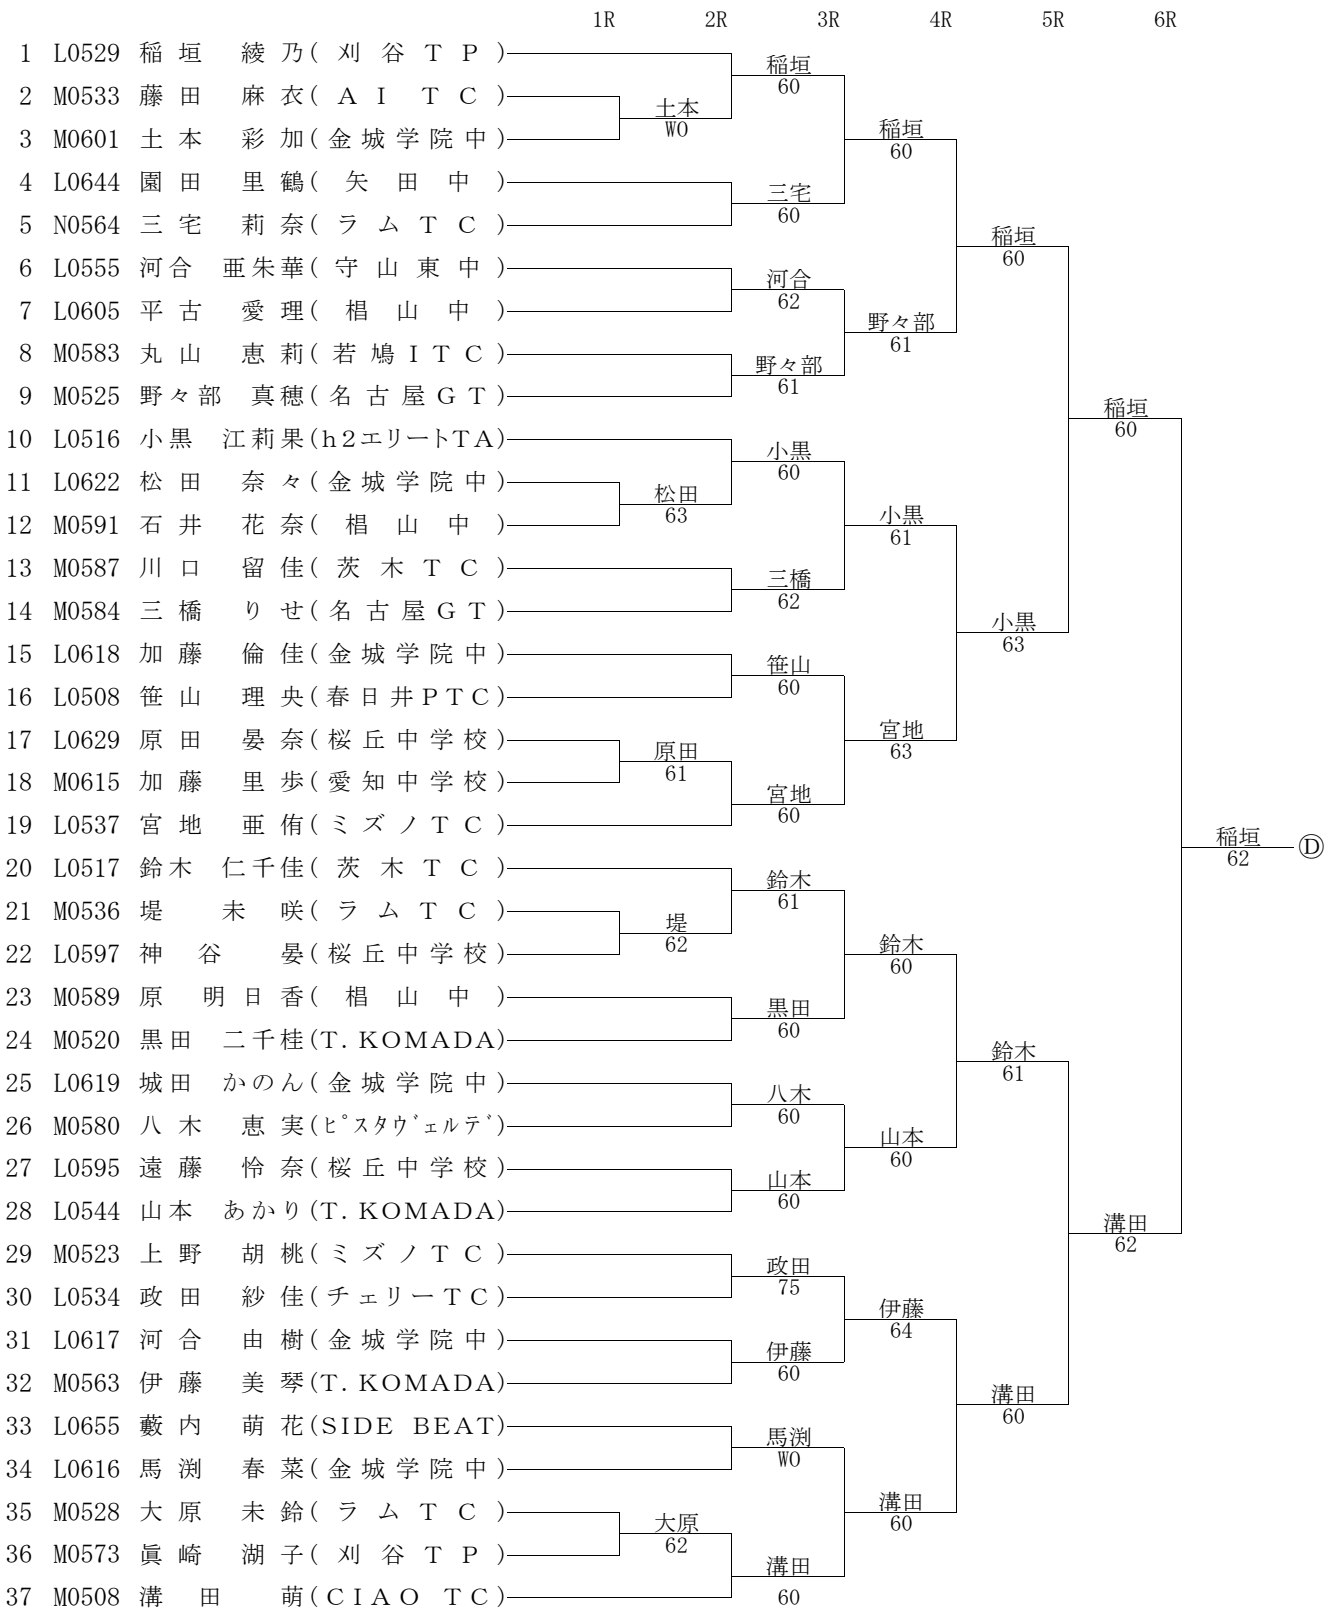 1R 2R 3R 4R 5R 6R
1 L0529 稲垣 綾乃(刈谷TP)
稲垣
60
2 M0533 藤田 麻衣(AI TC)
土本
WO
3 M0601 土本 彩加(金城学院中)
稲垣
60
4 L0644 園田 里鶴(矢田中)
三宅
60
5 N0564 三宅 莉奈(ラムTC)
稲垣
60
6 L0555 河合 亜朱華(守山東中)
河合
62
7 L0605 平古 愛理(椙山中)
野々部
61
8 M0583 丸山 恵莉(若鳩ITC)
野々部
61
9 M0525 野々部 真穂(名古屋GT)
稲垣
60
10 L0516 小黒 江莉果(h2エリートTA)
小黒
60
11 L0622 松田 奈々(金城学院中)
松田
63
12 M0591 石井 花奈(椙山中)
小黒
61
13 M0587 川口 留佳(茨木TC)
三橋
62
14 M0584 三橋 りせ(名古屋GT)
小黒
63
15 L0618 加藤 倫佳(金城学院中)
笹山
60
16 L0508 笹山 理央(春日井PTC)
宮地
63
17 L0629 原田 晏奈(桜丘中学校)
原田
61
18 M0615 加藤 里歩(愛知中学校)
宮地
60
19 L0537 宮地 亜侑(ミズノTC)
稲垣
62
Ⓓ
20 L0517 鈴木 仁千佳(茨木TC)
鈴木
61
21 M0536 堤 未咲(ラムTC)
堤
62
22 L0597 神谷 晏(桜丘中学校)
鈴木
60
23 M0589 原 明日香(椙山中)
黒田
60
24 M0520 黒田 二千桂(T.KOMADA)
鈴木
61
25 L0619 城田 かのん(金城学院中)
八木
60
26 M0580 八木 恵実(ピスタヴェルデ)
山本
60
27 L0595 遠藤 怜奈(桜丘中学校)
山本
60
28 L0544 山本 あかり(T.KOMADA)
溝田
62
29 M0523 上野 胡桃(ミズノTC)
政田
75
30 L0534 政田 紗佳(チェリーTC)
伊藤
64
31 L0617 河合 由樹(金城学院中)
伊藤
60
32 M0563 伊藤 美琴(T.KOMADA)
溝田
60
33 L0655 藪内 萌花(SIDE BEAT)
馬渕
WO
34 L0616 馬渕 春菜(金城学院中)
溝田
60
35 M0528 大原 未鈴(ラムTC)
大原
62
36 M0573 眞崎 湖子(刈谷TP)
溝田
60
37 M0508 溝田 萌(CIAO TC)